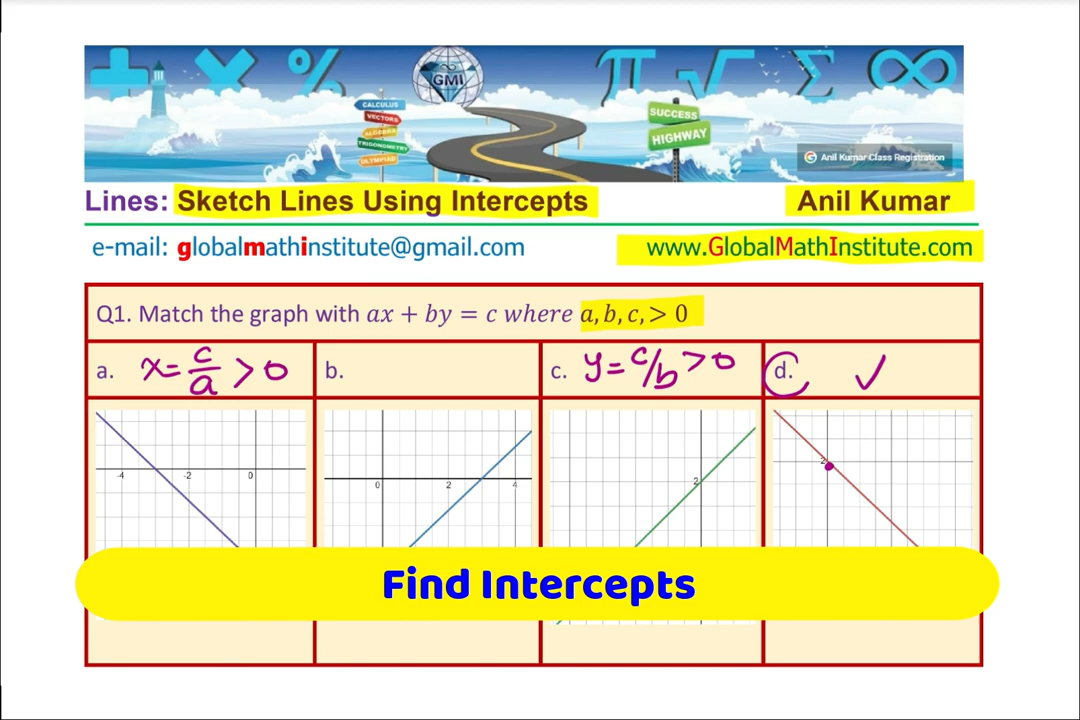 GMI
CALCULUS
VECTORS
ALGEBRA
TRIGONOMETRY
OLYMPIAD
SUCCESS
HIGHWAY
Anil Kumar Class Registration
Lines: Sketch Lines Using Intercepts
Anil Kumar
e-mail: globalmathinstitute@gmail.com
www.GlobalMathInstitute.com
Q1. Match the graph with ax + by = c where a, b, c, > 0
a. x = c/a > 0
b.
c. y = c/b > 0
d. ✓
-4 -2 0
0 2 4
2
2
Find Intercepts